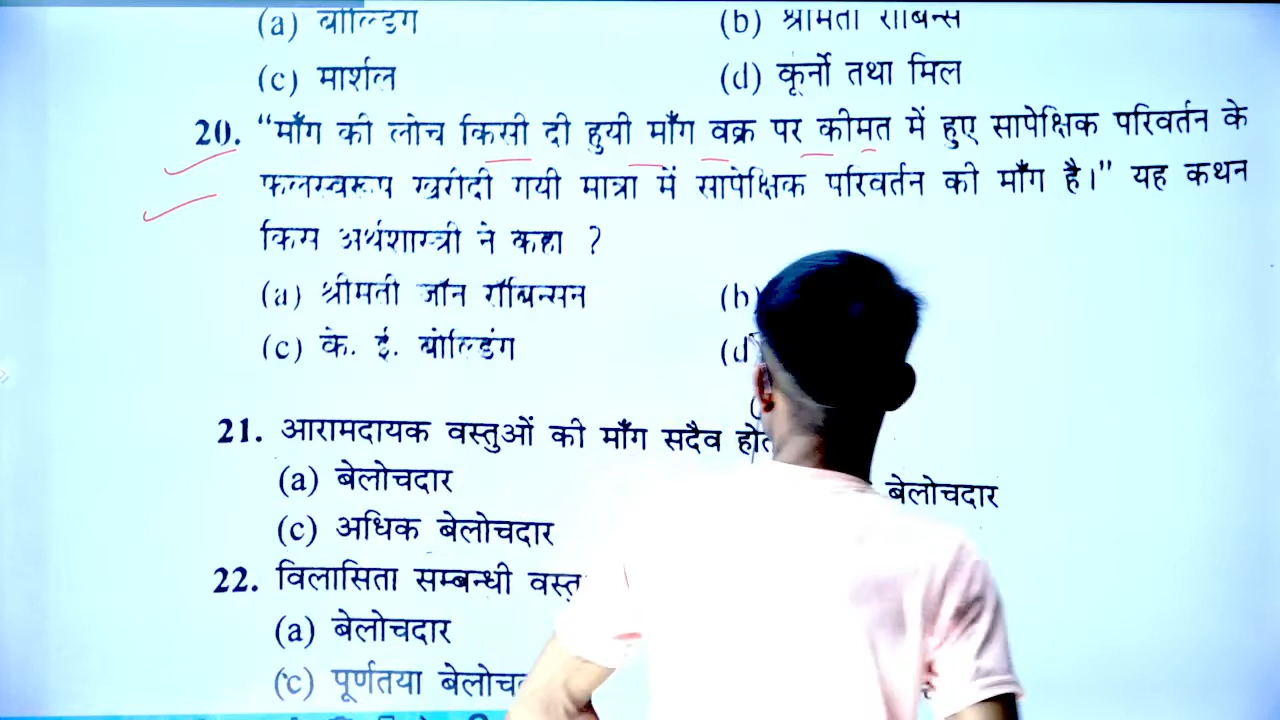 (a) बोल्डिंग (b) श्रीमती रॉबिन्स
(c) मार्शल (d) कूर्नो तथा मिल
20. “माँग की लोच किसी दी हुयी माँग वक्र पर कीमत में हुए सापेक्षिक परिवर्तन के
फलस्वरूप खरीदी गयी मात्रा में सापेक्षिक परिवर्तन की माँग है।” यह कथन
किस अर्थशास्त्री ने कहा ?
(a) श्रीमती जॉन रॉबिन्सन (b)
(c) के. ई. बोल्डिंग (d)
21. आरामदायक वस्तुओं की माँग सदैव
(a) बेलोचदार बेलोचदार
(c) अधिक बेलोचदार
22. विलासिता सम्बन्धी
(a) बेलोचदार
(c) पूर्णतया